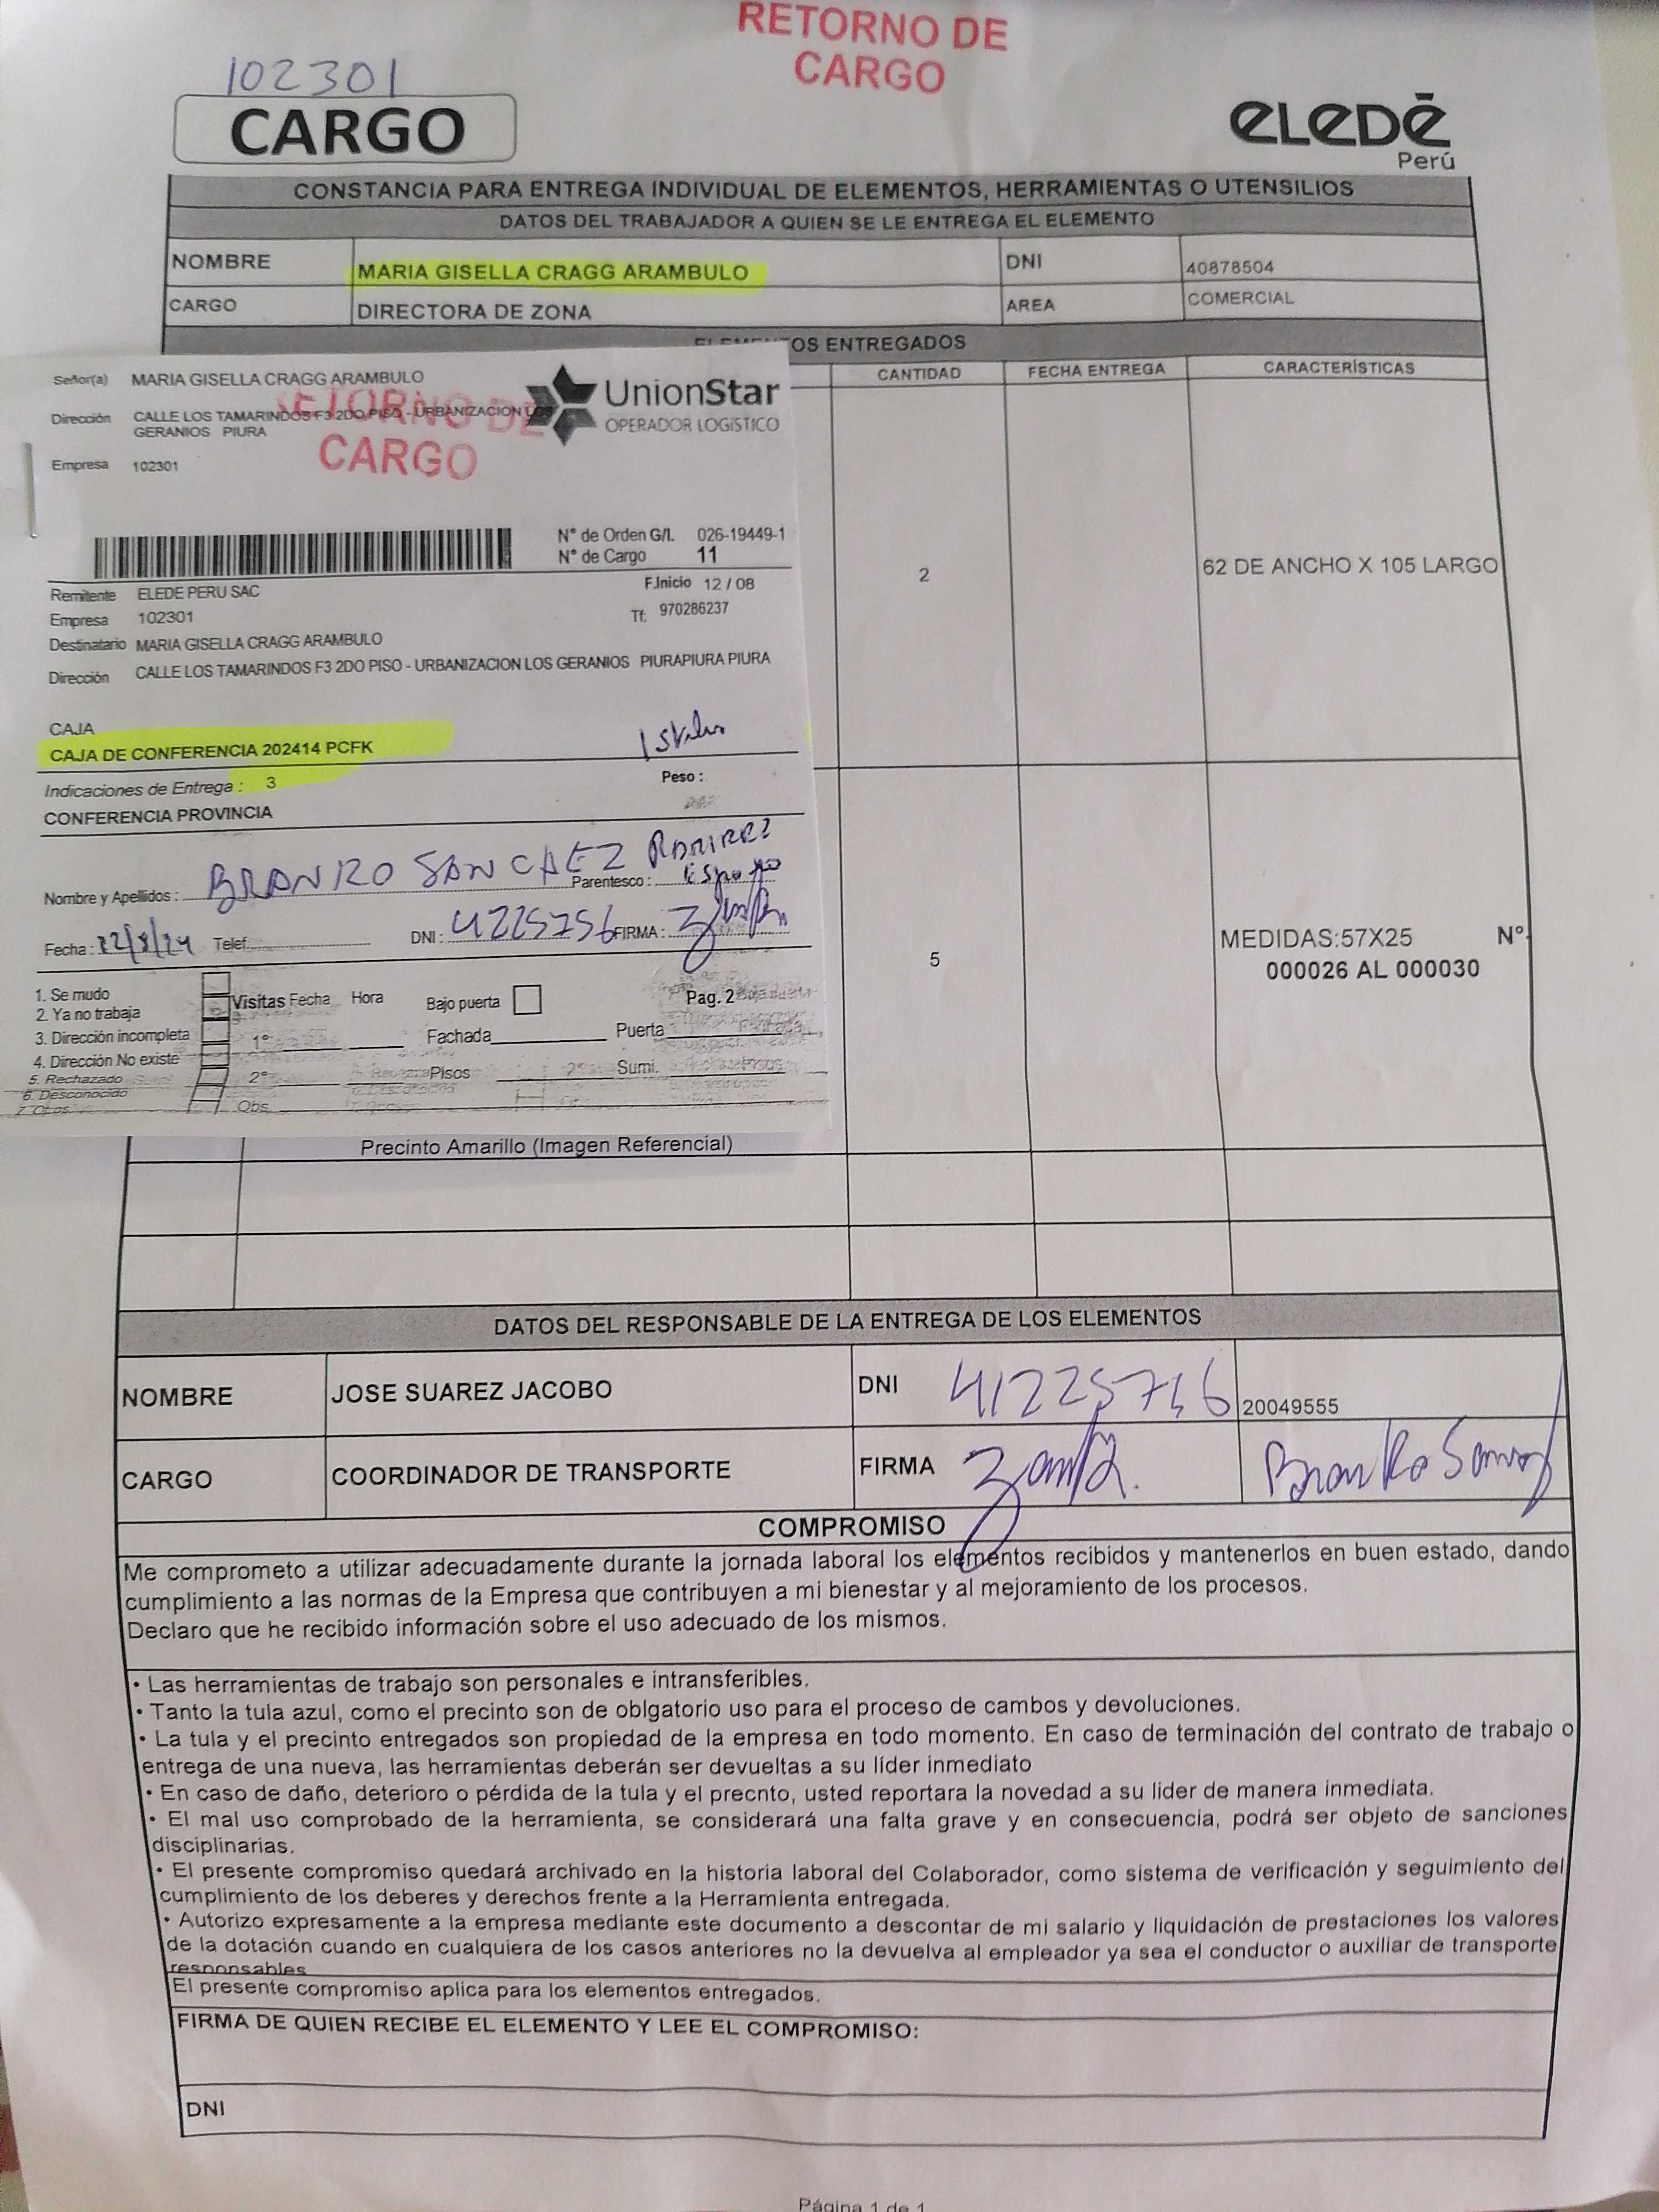 RETORNO DE
CARGO
102301
CARGO
ELEDĒ
Perú
CONSTANCIA PARA ENTREGA INDIVIDUAL DE ELEMENTOS, HERRAMIENTAS O UTENSILIOS
DATOS DEL TRABAJADOR A QUIEN SE LE ENTREGA EL ELEMENTO
NOMBRE MARIA GISELLA CRAGG ARAMBULO DNI 40878504
CARGO DIRECTORA DE ZONA AREA COMERCIAL
ELEMENTOS ENTREGADOS
CANTIDAD FECHA ENTREGA CARACTERÍSTICAS
2 62 DE ANCHO X 105 LARGO
5 MEDIDAS:57X25 N°
000026 AL 000030
Señor(a) MARIA GISELLA CRAGG ARAMBULO
UnionStar
OPERADOR LOGÍSTICO
Dirección CALLE LOS TAMARINDOS F3 2DO PISO - URBANIZACION LOS
GERANIOS PIURA
RETORNO DE
CARGO
Empresa 102301
N° de Orden G/I. 026-19449-1
N° de Cargo 11
Remitente ELEDE PERU SAC F.Inicio 12 / 08
Empresa 102301 Tf: 970286237
Destinatario MARIA GISELLA CRAGG ARAMBULO
Dirección CALLE LOS TAMARINDOS F3 2DO PISO - URBANIZACION LOS GERANIOS PIURAPIURA PIURA
CAJA
CAJA DE CONFERENCIA 202414 PCFK
Indicaciones de Entrega : 3 Peso :
CONFERENCIA PROVINCIA
Nombre y Apellidos : BRANKO SANCHEZ RAMIREZ Parentesco : Esposo
Fecha : 22/8/24 Telef. DNI : FIRMA :
1. Se mudo
2. Ya no trabaja
3. Dirección incompleta
4. Dirección No existe
5. Rechazado
6. Desconocido
7. Otros
Visitas Fecha Hora Bajo puerta Pag. 2
1° Fachada Puerta
2° Pisos Sumi.
Obs.
Precinto Amarillo (Imagen Referencial)
DATOS DEL RESPONSABLE DE LA ENTREGA DE LOS ELEMENTOS
NOMBRE JOSE SUAREZ JACOBO DNI 20049555
CARGO COORDINADOR DE TRANSPORTE FIRMA
COMPROMISO
Me comprometo a utilizar adecuadamente durante la jornada laboral los elementos recibidos y mantenerlos en buen estado, dando
cumplimiento a las normas de la Empresa que contribuyen a mi bienestar y al mejoramiento de los procesos.
Declaro que he recibido información sobre el uso adecuado de los mismos.
• Las herramientas de trabajo son personales e intransferibles.
• Tanto la tula azul, como el precinto son de oblgatorio uso para el proceso de cambos y devoluciones.
• La tula y el precinto entregados son propiedad de la empresa en todo momento. En caso de terminación del contrato de trabajo o
entrega de una nueva, las herramientas deberán ser devueltas a su líder inmediato
• En caso de daño, deterioro o pérdida de la tula y el precnto, usted reportara la novedad a su lider de manera inmediata.
• El mal uso comprobado de la herramienta, se considerará una falta grave y en consecuencia, podrá ser objeto de sanciones
disciplinarias.
• El presente compromiso quedará archivado en la historia laboral del Colaborador, como sistema de verificación y seguimiento del
cumplimiento de los deberes y derechos frente a la Herramienta entregada.
• Autorizo expresamente a la empresa mediante este documento a descontar de mi salario y liquidación de prestaciones los valores
de la dotación cuando en cualquiera de los casos anteriores no la devuelva al empleador ya sea el conductor o auxiliar de transporte
responsables
El presente compromiso aplica para los elementos entregados.
FIRMA DE QUIEN RECIBE EL ELEMENTO Y LEE EL COMPROMISO:
DNI
Página 1 de 1